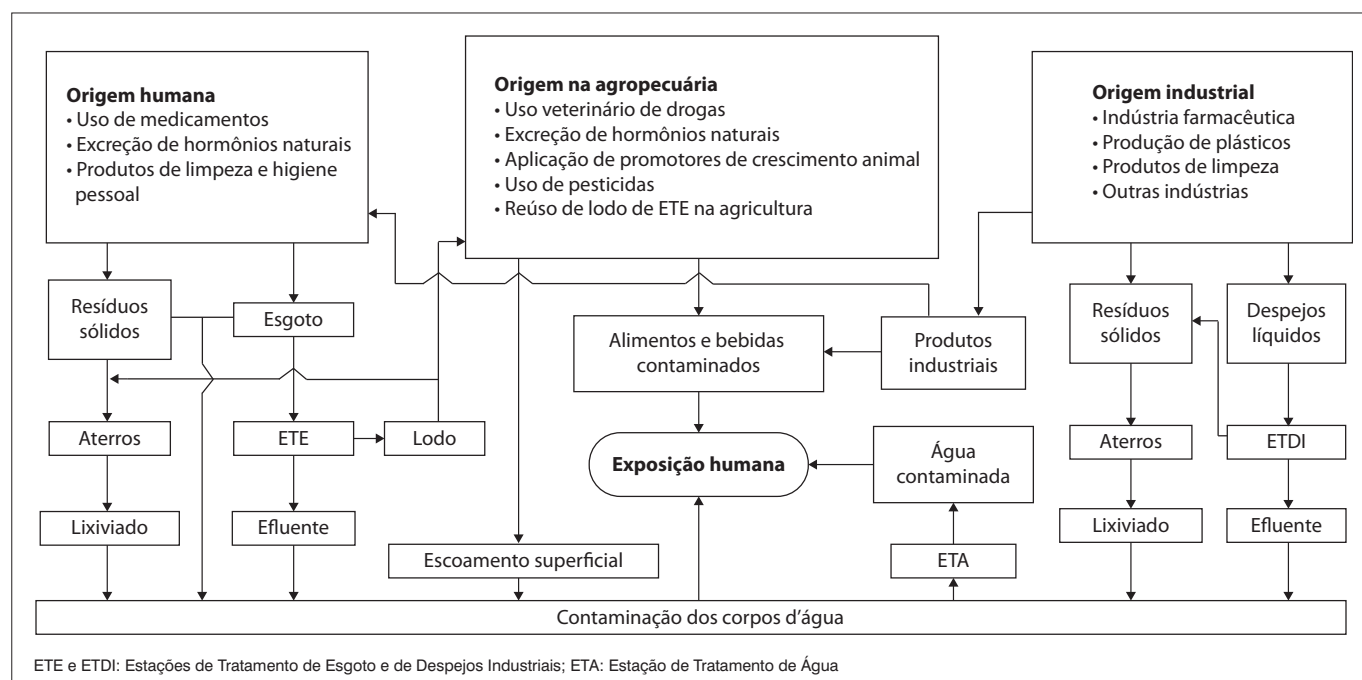 Origem humana
• Uso de medicamentos
• Excreção de hormônios naturais
• Produtos de limpeza e higiene
pessoal
Origem na agropecuária
• Uso veterinário de drogas
• Excreção de hormônios naturais
• Aplicação de promotores de crescimento animal
• Uso de pesticidas
• Reúso de lodo de ETE na agricultura
Origem industrial
• Indústria farmacêutica
• Produção de plásticos
• Produtos de limpeza
• Outras indústrias
Resíduos
sólidos
Esgoto
Alimentos e bebidas
contaminados
Produtos
industriais
Resíduos
sólidos
Despejos
líquidos
Aterros
ETE
Lodo
Exposição humana
Água
contaminada
Aterros
ETDI
Lixiviado
Efluente
Escoamento superficial
ETA
Lixiviado
Efluente
Contaminação dos corpos d’água
ETE e ETDI: Estações de Tratamento de Esgoto e de Despejos Industriais; ETA: Estação de Tratamento de Água